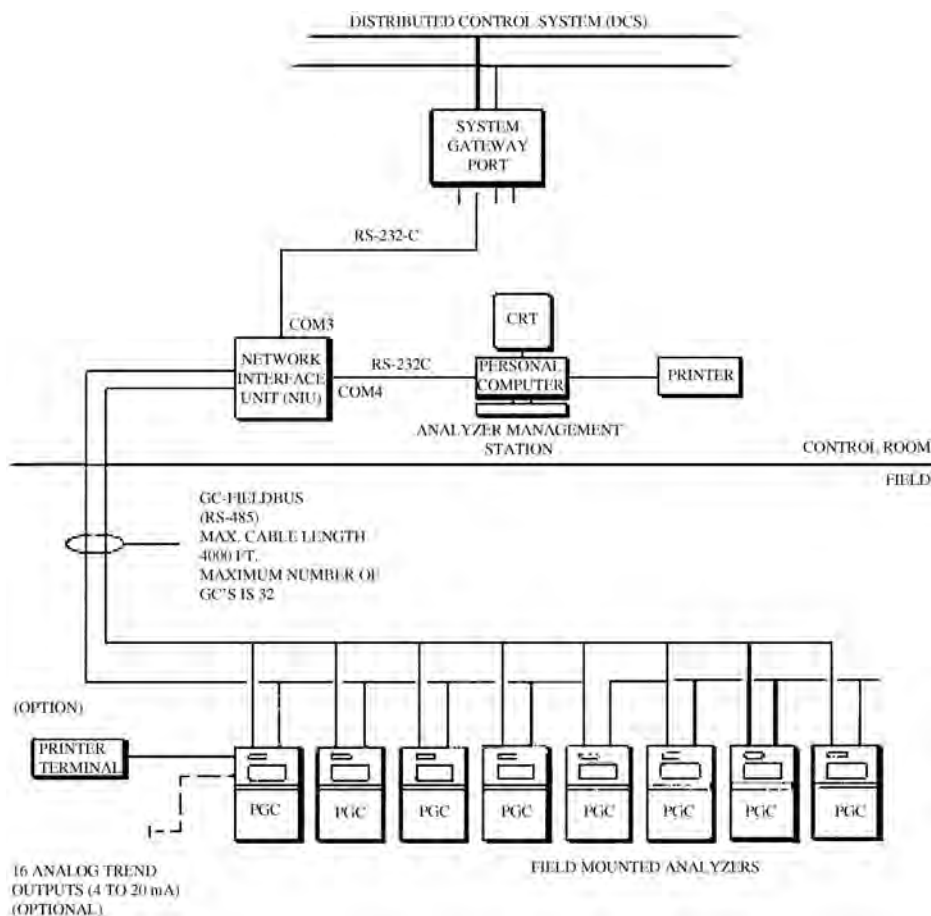 DISTRIBUTED CONTROL SYSTEM (DCS)
SYSTEM
GATEWAY
PORT
RS-232-C
COM3
CRT
NETWORK
INTERFACE
UNIT (NIU)
RS-232C
COM4
PERSONAL
COMPUTER
PRINTER
ANALYZER MANAGEMENT
STATION
CONTROL ROOM
FIELD
GC-FIELDBUS
(RS-485)
MAX. CABLE LENGTH
4000 FT.
MAXIMUM NUMBER OF
GC'S IS 32
(OPTION)
PRINTER
TERMINAL
PGC
PGC
PGC
PGC
PGC
PGC
PGC
PGC
16 ANALOG TREND
OUTPUTS (4 TO 20 mA)
(OPTIONAL)
FIELD MOUNTED ANALYZERS